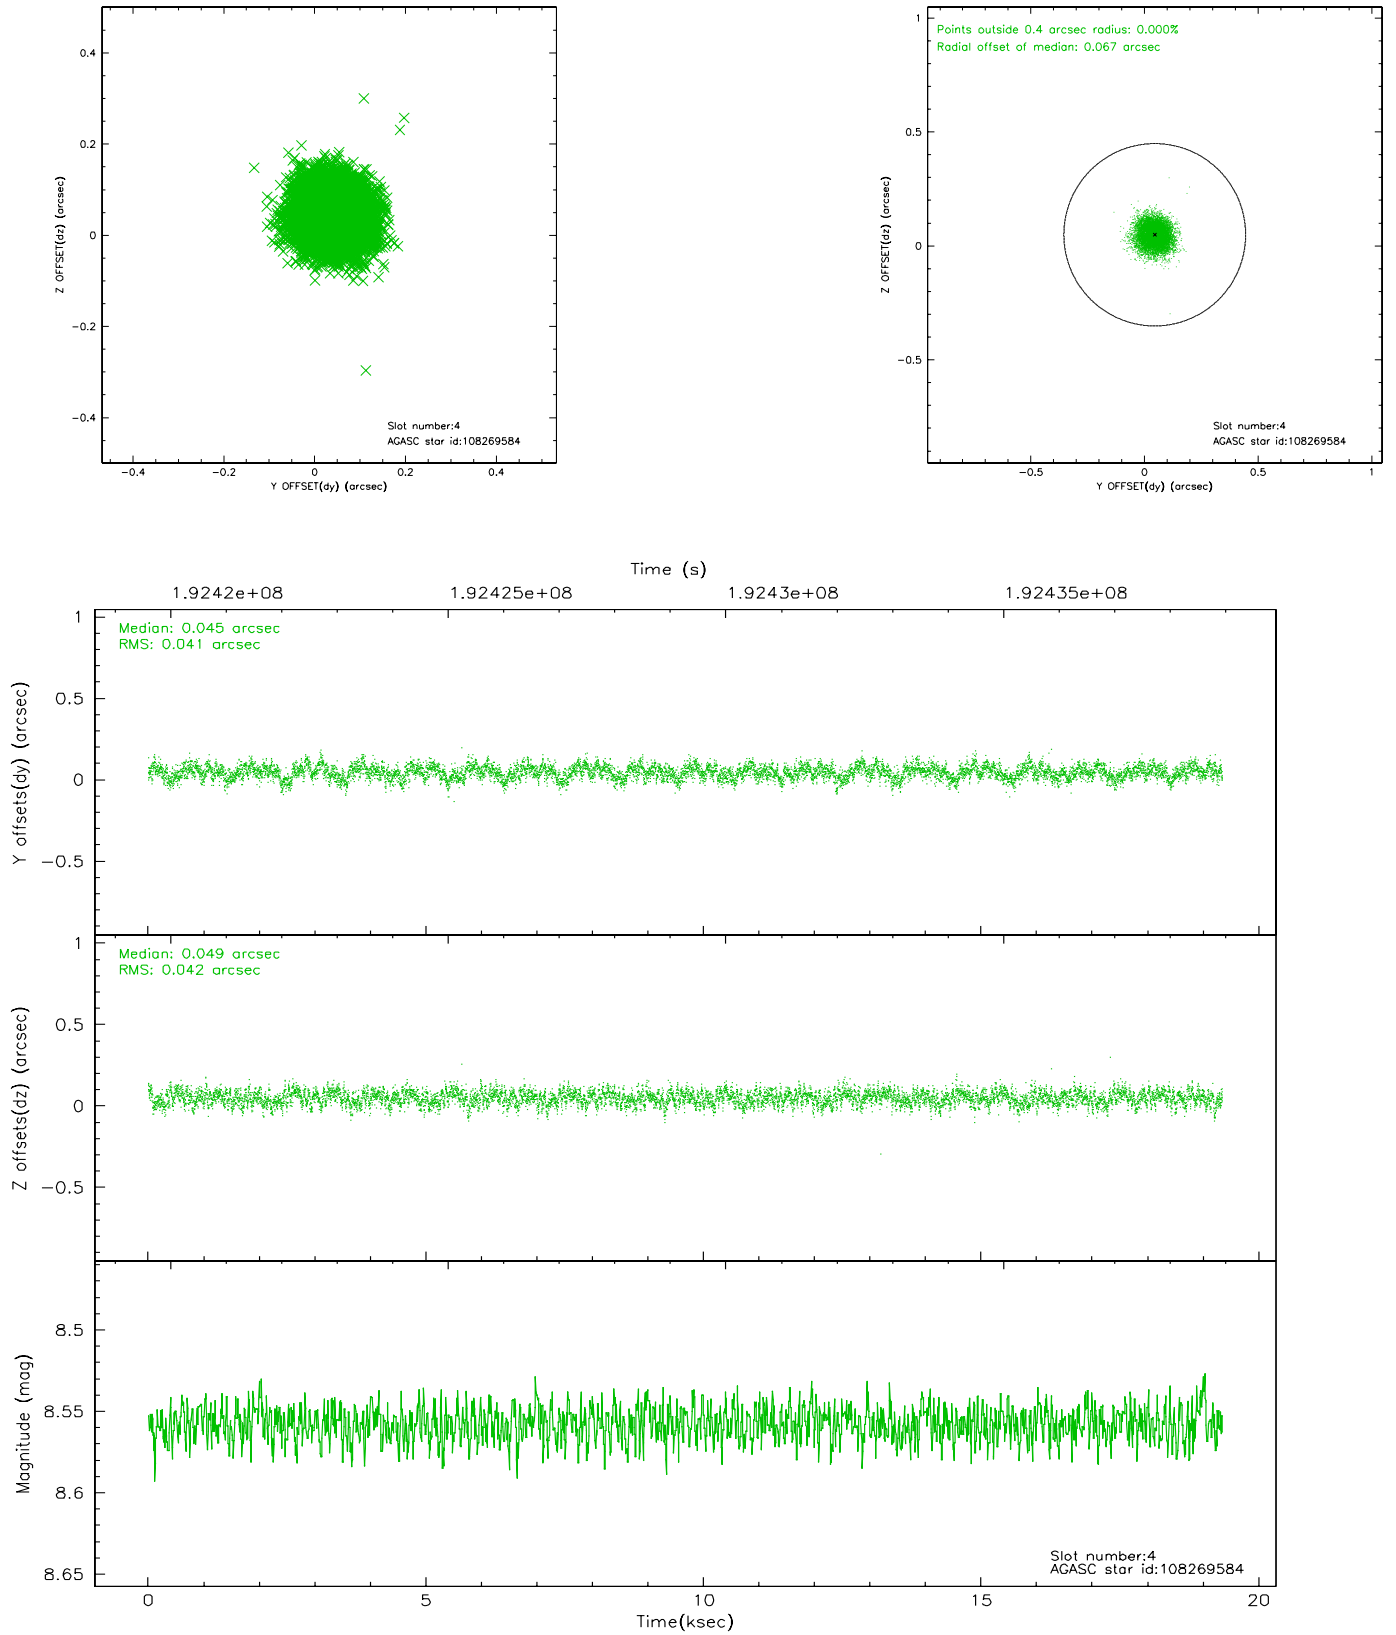 0.4
0.2
0
-0.2
-0.4
Z OFFSET(dz) (arcsec)
Slot number:4
AGASC star id:108269584
-0.4 -0.2 0 0.2 0.4
Y OFFSET(dy) (arcsec)
Points outside 0.4 arcsec radius: 0.000%
Radial offset of median: 0.067 arcsec
1
0.5
0
-0.5
Z OFFSET(dz) (arcsec)
Slot number:4
AGASC star id:108269584
-0.5 0 0.5 1
Y OFFSET(dy) (arcsec)
Time (s)
1.9242e+08 1.92425e+08 1.9243e+08 1.92435e+08
Median: 0.045 arcsec
RMS: 0.041 arcsec
1
0.5
0
-0.5
Y offsets(dy) (arcsec)
Median: 0.049 arcsec
RMS: 0.042 arcsec
1
0.5
0
-0.5
Z offsets(dz) (arcsec)
8.5
8.55
8.6
8.65
Magnitude (mag)
Slot number:4
AGASC star id:108269584
0 5 10 15 20
Time(ksec)